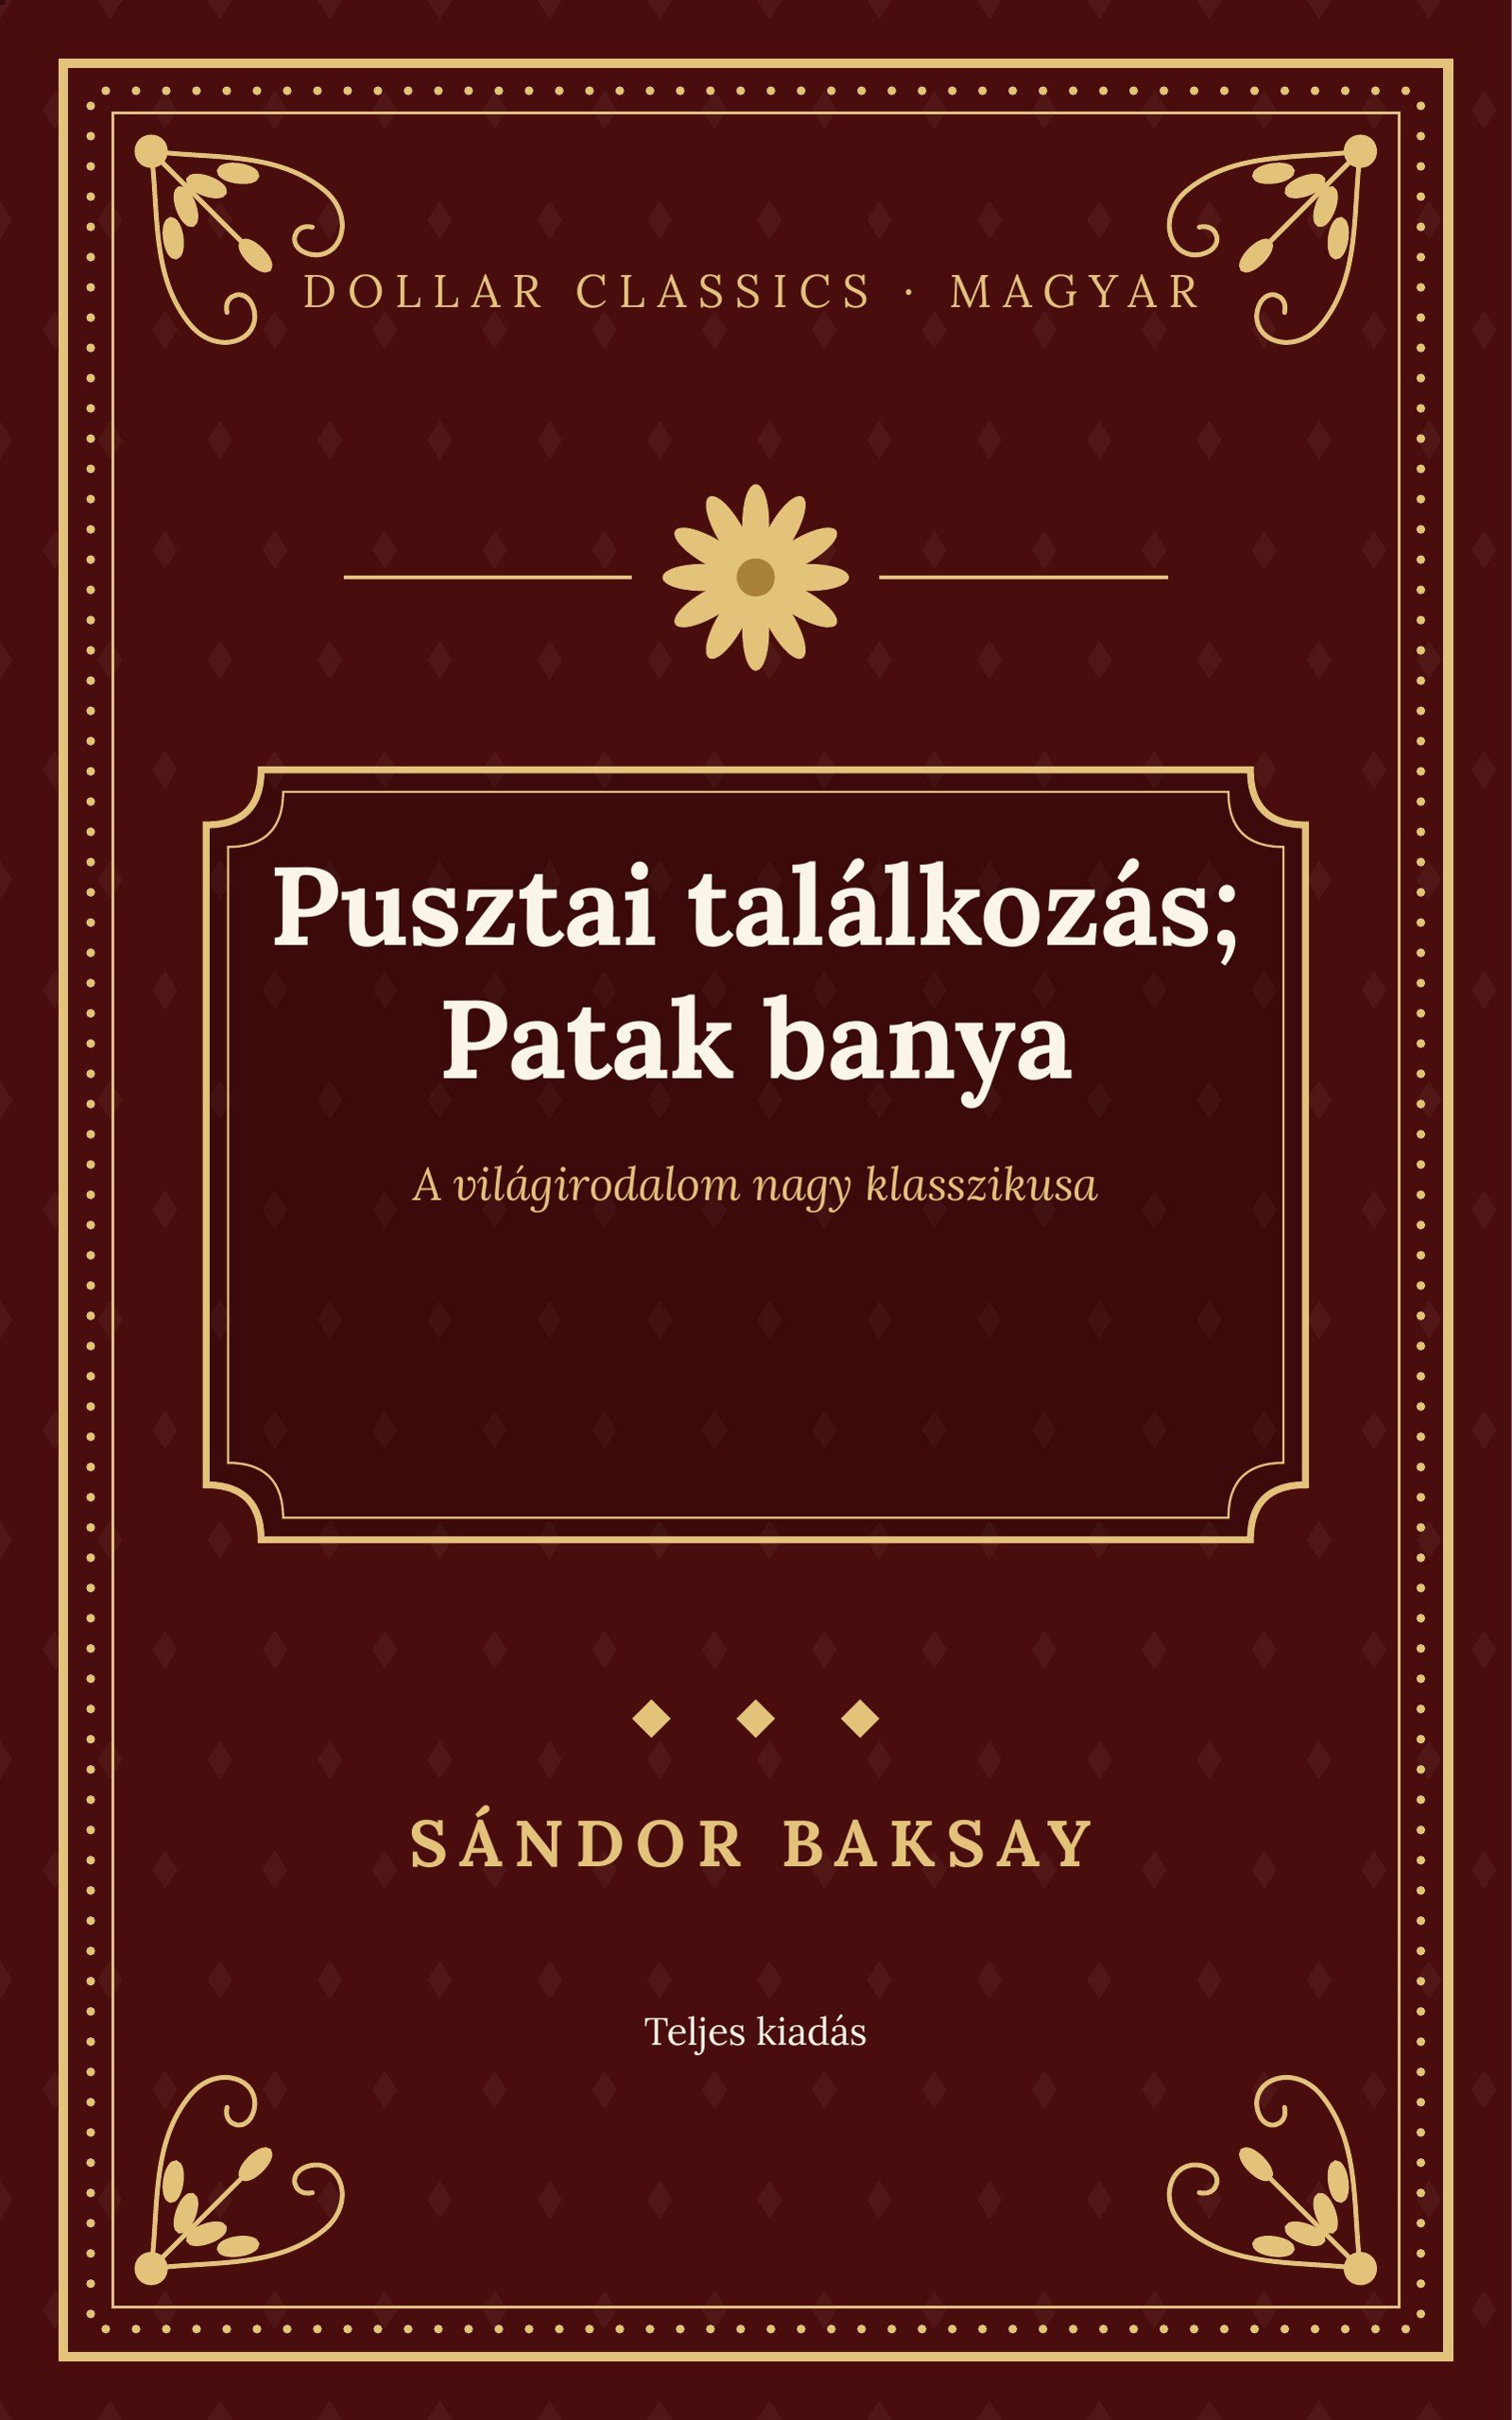 DOLLAR CLASSICS · MAGYAR
Pusztai találkozás;
Patak banya
A világirodalom nagy klasszikusa
SÁNDOR BAKSAY
Teljes kiadás